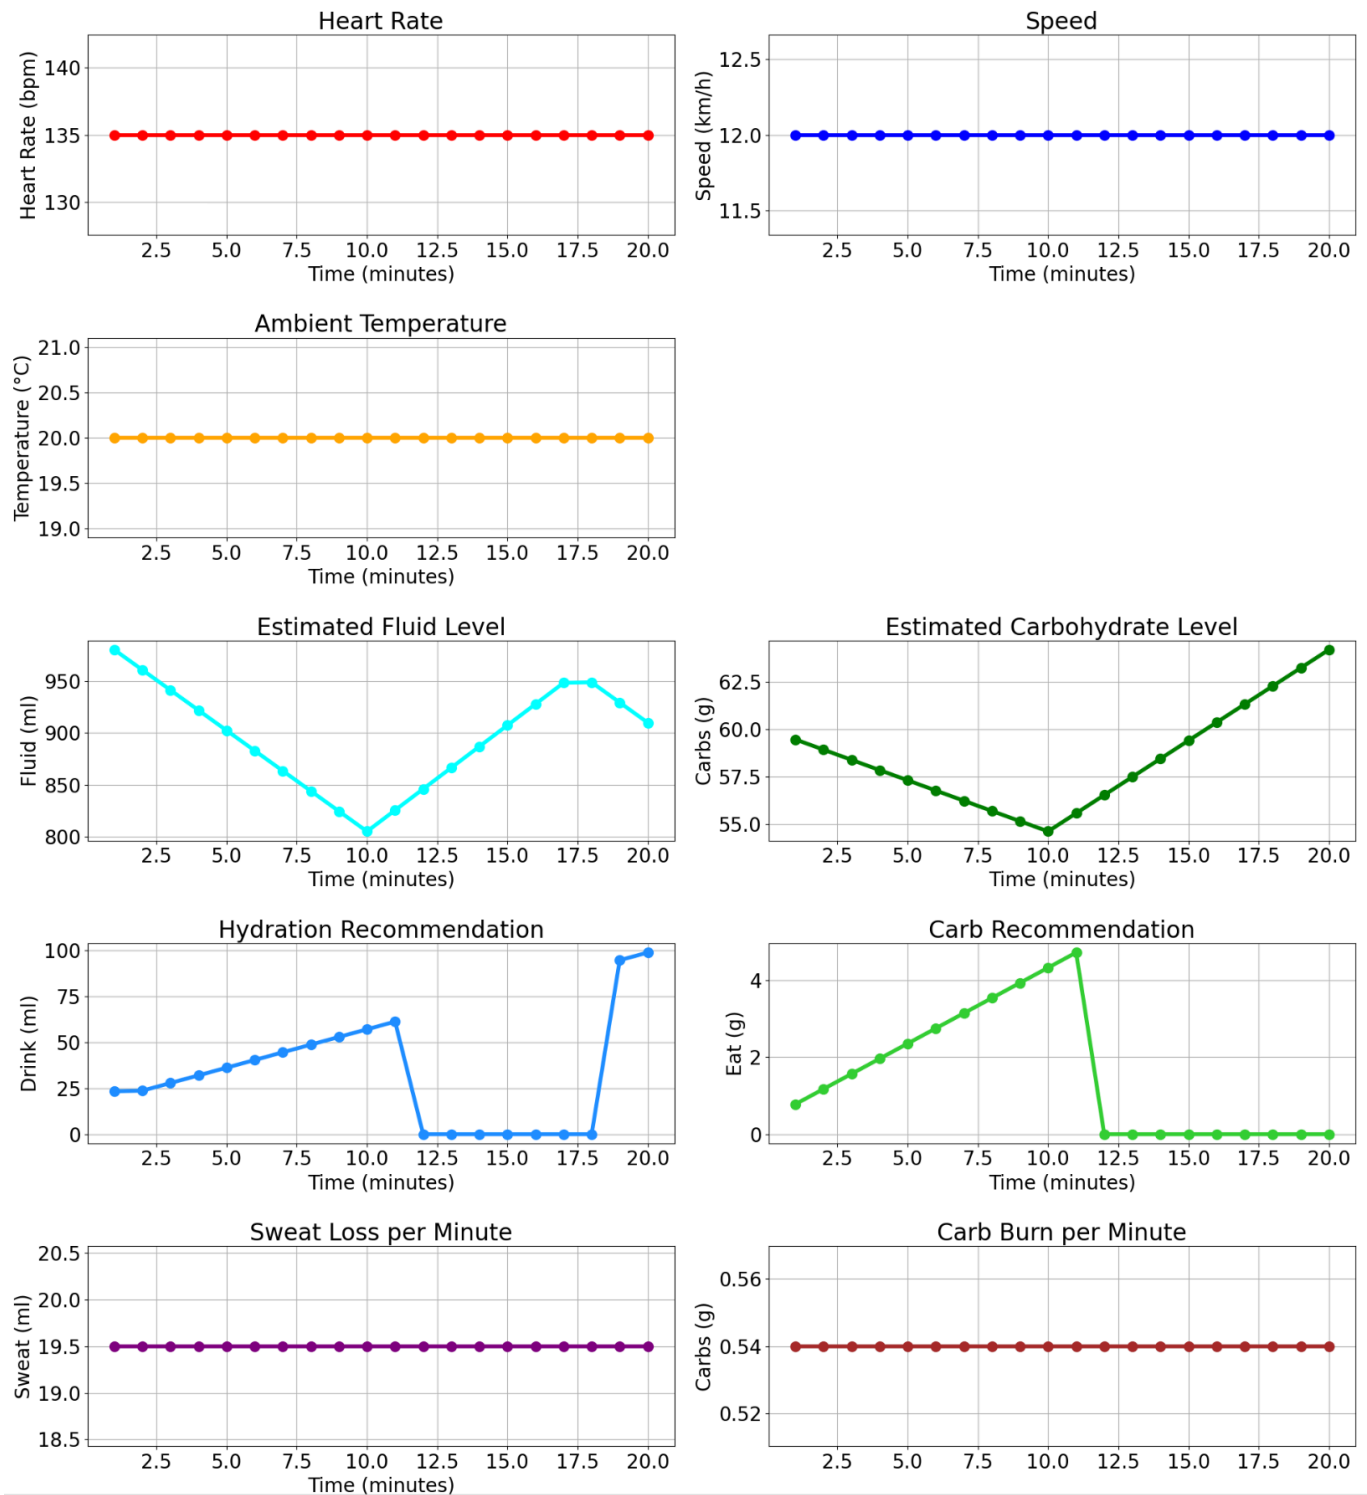 Heart Rate
Heart Rate (bpm)
140
135
130
2.5 5.0 7.5 10.0 12.5 15.0 17.5 20.0
Time (minutes)
Speed
Speed (km/h)
12.5
12.0
11.5
2.5 5.0 7.5 10.0 12.5 15.0 17.5 20.0
Time (minutes)
Ambient Temperature
Temperature (°C)
21.0
20.5
20.0
19.5
19.0
2.5 5.0 7.5 10.0 12.5 15.0 17.5 20.0
Time (minutes)
Estimated Fluid Level
Fluid (ml)
950
900
850
800
2.5 5.0 7.5 10.0 12.5 15.0 17.5 20.0
Time (minutes)
Estimated Carbohydrate Level
Carbs (g)
62.5
60.0
57.5
55.0
2.5 5.0 7.5 10.0 12.5 15.0 17.5 20.0
Time (minutes)
Hydration Recommendation
Drink (ml)
100
75
50
25
0
2.5 5.0 7.5 10.0 12.5 15.0 17.5 20.0
Time (minutes)
Carb Recommendation
Eat (g)
4
2
0
2.5 5.0 7.5 10.0 12.5 15.0 17.5 20.0
Time (minutes)
Sweat Loss per Minute
Sweat (ml)
20.5
20.0
19.5
19.0
18.5
2.5 5.0 7.5 10.0 12.5 15.0 17.5 20.0
Time (minutes)
Carb Burn per Minute
Carbs (g)
0.56
0.54
0.52
2.5 5.0 7.5 10.0 12.5 15.0 17.5 20.0